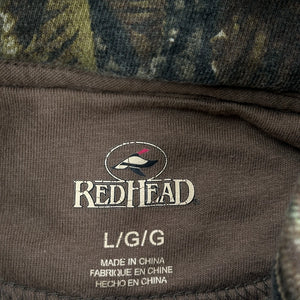 REDHEAD
L/G/G
MADE IN CHINA
FABRIQUE EN CHINE
HECHO EN CHINA